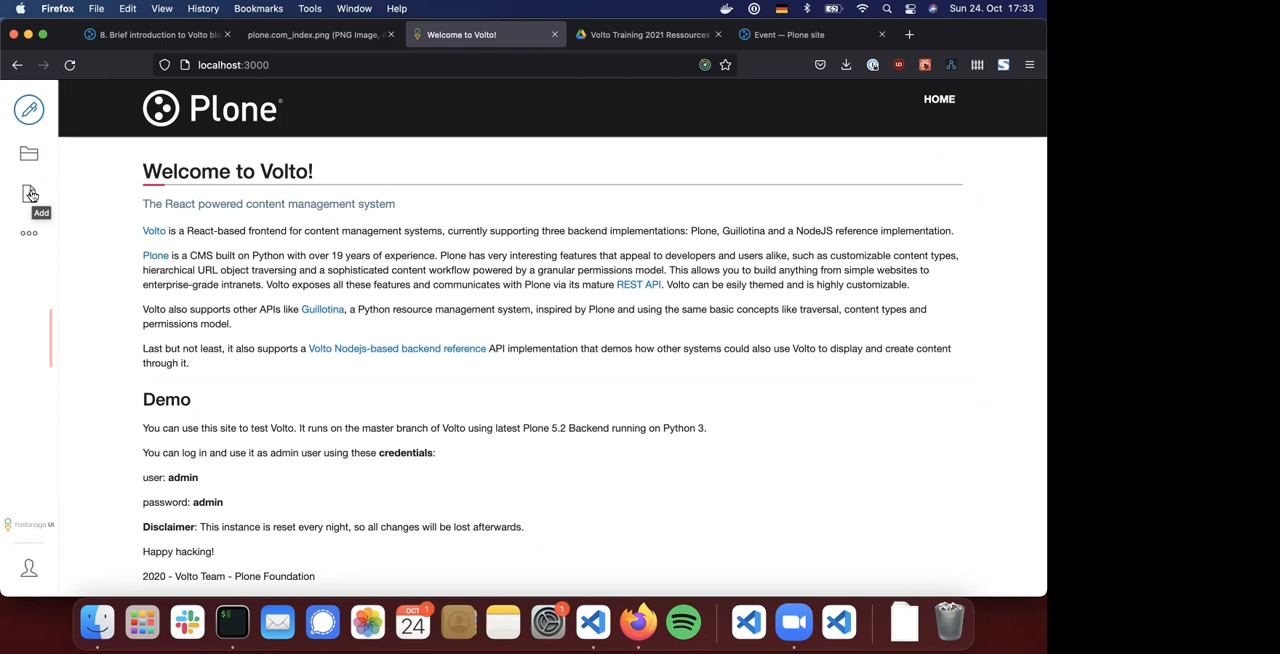 Firefox File Edit View History Bookmarks Tools Window Help Sun 24. Oct 17:33
8. Brief introduction to Volto blo plone.com_index.png (PNG Image, Welcome to Volto! Volto Training 2021 Ressources Event — Plone site
localhost:3000
Plone
HOME
Add
Welcome to Volto!
The React powered content management system
Volto is a React-based frontend for content management systems, currently supporting three backend implementations: Plone, Guillotina and a NodeJS reference implementation.
Plone is a CMS built on Python with over 19 years of experience. Plone has very interesting features that appeal to developers and users alike, such as customizable content types,
hierarchical URL object traversing and a sophisticated content workflow powered by a granular permissions model. This allows you to build anything from simple websites to
enterprise-grade intranets. Volto exposes all these features and communicates with Plone via its mature REST API. Volto can be esily themed and is highly customizable.
Volto also supports other APIs like Guillotina, a Python resource management system, inspired by Plone and using the same basic concepts like traversal, content types and
permissions model.
Last but not least, it also supports a Volto Nodejs-based backend reference API implementation that demos how other systems could also use Volto to display and create content
through it.
Demo
You can use this site to test Volto. It runs on the master branch of Volto using latest Plone 5.2 Backend running on Python 3.
You can log in and use it as admin user using these credentials:
user: admin
password: admin
Disclaimer: This instance is reset every night, so all changes will be lost afterwards.
Pastanaga UI
Happy hacking!
2020 - Volto Team - Plone Foundation
OCT 1
24
1